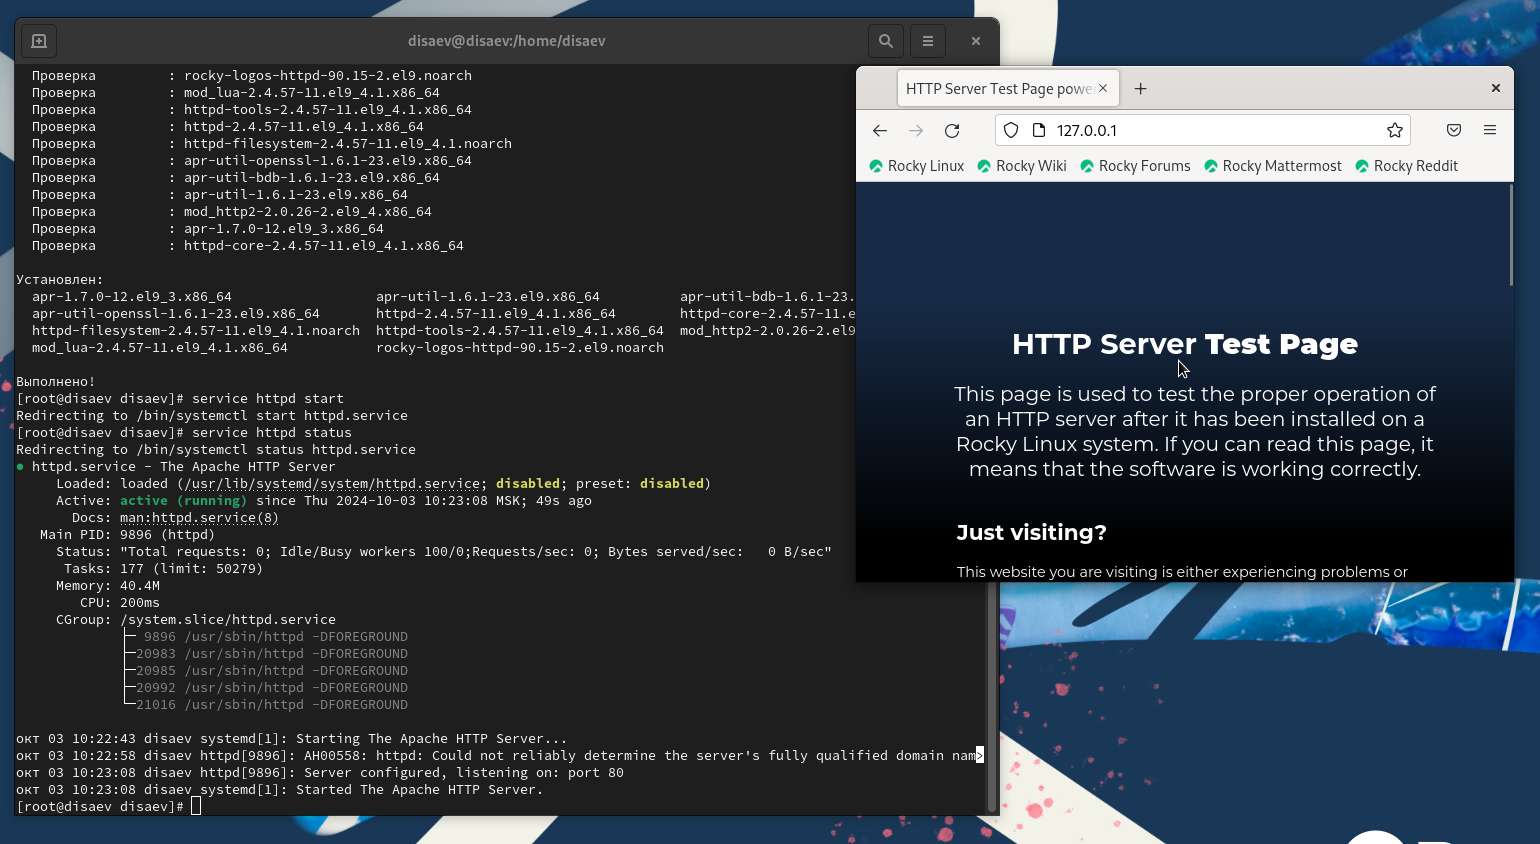 disaev@disaev:/home/disaev
Проверка : rocky-logos-httpd-90.15-2.el9.noarch
Проверка : mod_lua-2.4.57-11.el9_4.1.x86_64
Проверка : httpd-tools-2.4.57-11.el9_4.1.x86_64
Проверка : httpd-2.4.57-11.el9_4.1.x86_64
Проверка : httpd-filesystem-2.4.57-11.el9_4.1.noarch
Проверка : apr-util-openssl-1.6.1-23.el9.x86_64
Проверка : apr-util-bdb-1.6.1-23.el9.x86_64
Проверка : apr-util-1.6.1-23.el9.x86_64
Проверка : mod_http2-2.0.26-2.el9_4.x86_64
Проверка : apr-1.7.0-12.el9_3.x86_64
Проверка : httpd-core-2.4.57-11.el9_4.1.x86_64
Установлен:
apr-1.7.0-12.el9_3.x86_64 apr-util-1.6.1-23.el9.x86_64 apr-util-bdb-1.6.1-23.
apr-util-openssl-1.6.1-23.el9.x86_64 httpd-2.4.57-11.el9_4.1.x86_64 httpd-core-2.4.57-11.e
httpd-filesystem-2.4.57-11.el9_4.1.noarch httpd-tools-2.4.57-11.el9_4.1.x86_64 mod_http2-2.0.26-2.el9
mod_lua-2.4.57-11.el9_4.1.x86_64 rocky-logos-httpd-90.15-2.el9.noarch
Выполнено!
[root@disaev disaev]# service httpd start
Redirecting to /bin/systemctl start httpd.service
[root@disaev disaev]# service httpd status
Redirecting to /bin/systemctl status httpd.service
● httpd.service - The Apache HTTP Server
Loaded: loaded (/usr/lib/systemd/system/httpd.service; disabled; preset: disabled)
Active: active (running) since Thu 2024-10-03 10:23:08 MSK; 49s ago
Docs: man:httpd.service(8)
Main PID: 9896 (httpd)
Status: "Total requests: 0; Idle/Busy workers 100/0;Requests/sec: 0; Bytes served/sec:   0 B/sec"
Tasks: 177 (limit: 50279)
Memory: 40.4M
CPU: 200ms
CGroup: /system.slice/httpd.service
├─ 9896 /usr/sbin/httpd -DFOREGROUND
├─20983 /usr/sbin/httpd -DFOREGROUND
├─20985 /usr/sbin/httpd -DFOREGROUND
├─20992 /usr/sbin/httpd -DFOREGROUND
└─21016 /usr/sbin/httpd -DFOREGROUND
окт 03 10:22:43 disaev systemd[1]: Starting The Apache HTTP Server...
окт 03 10:22:58 disaev httpd[9896]: AH00558: httpd: Could not reliably determine the server's fully qualified domain nam>
окт 03 10:23:08 disaev httpd[9896]: Server configured, listening on: port 80
окт 03 10:23:08 disaev systemd[1]: Started The Apache HTTP Server.
[root@disaev disaev]#
HTTP Server Test Page powe
127.0.0.1
Rocky Linux Rocky Wiki Rocky Forums Rocky Mattermost Rocky Reddit
HTTP Server Test Page
This page is used to test the proper operation of
an HTTP server after it has been installed on a
Rocky Linux system. If you can read this page, it
means that the software is working correctly.
Just visiting?
This website you are visiting is either experiencing problems or